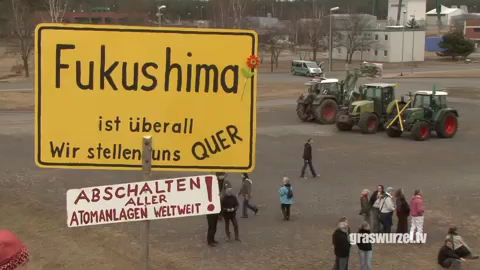 Fukushima
ist überall
Wir stellen uns QUER
ABSCHALTEN !
ALLER
ATOMANLAGEN WELTWEIT
graswurzel.tv